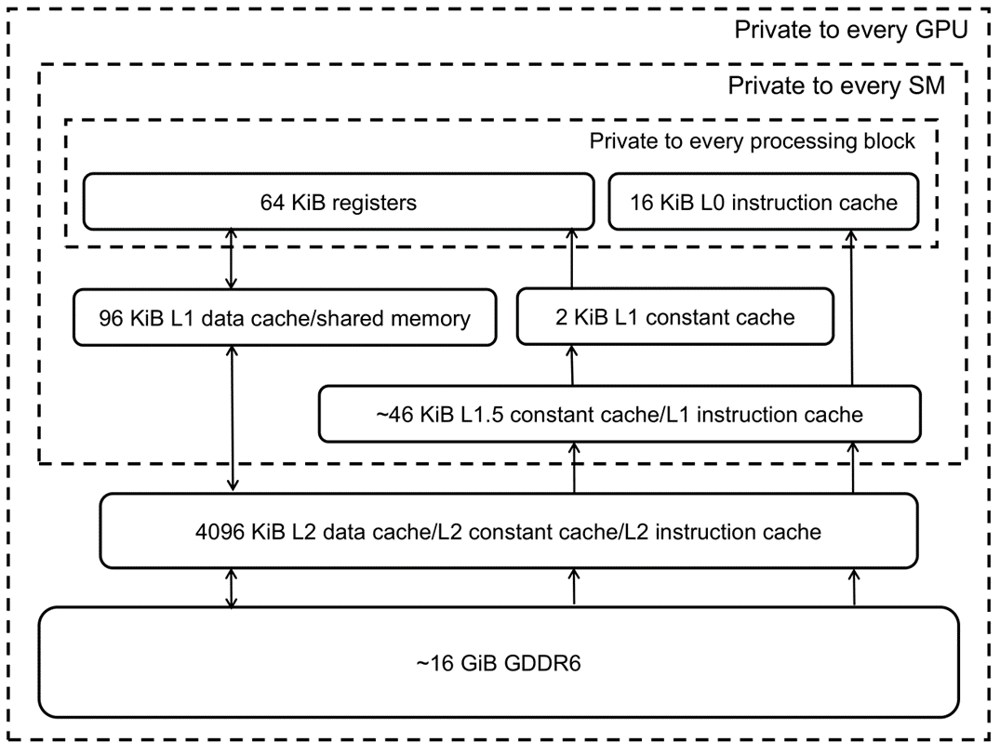 Private to every GPU
Private to every SM
Private to every processing block
64 KiB registers
16 KiB L0 instruction cache
96 KiB L1 data cache/shared memory
2 KiB L1 constant cache
~46 KiB L1.5 constant cache/L1 instruction cache
4096 KiB L2 data cache/L2 constant cache/L2 instruction cache
~16 GiB GDDR6